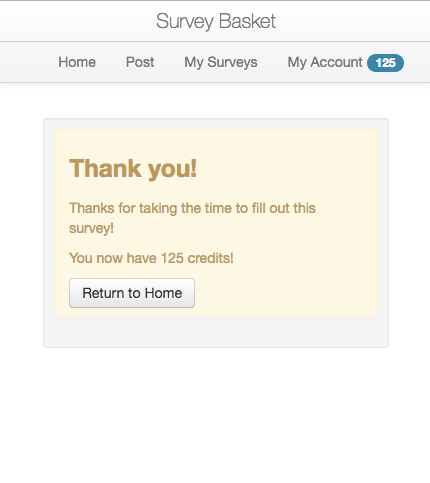 Survey Basket
Home Post My Surveys My Account 125
Thank you!
Thanks for taking the time to fill out this
survey!
You now have 125 credits!
Return to Home